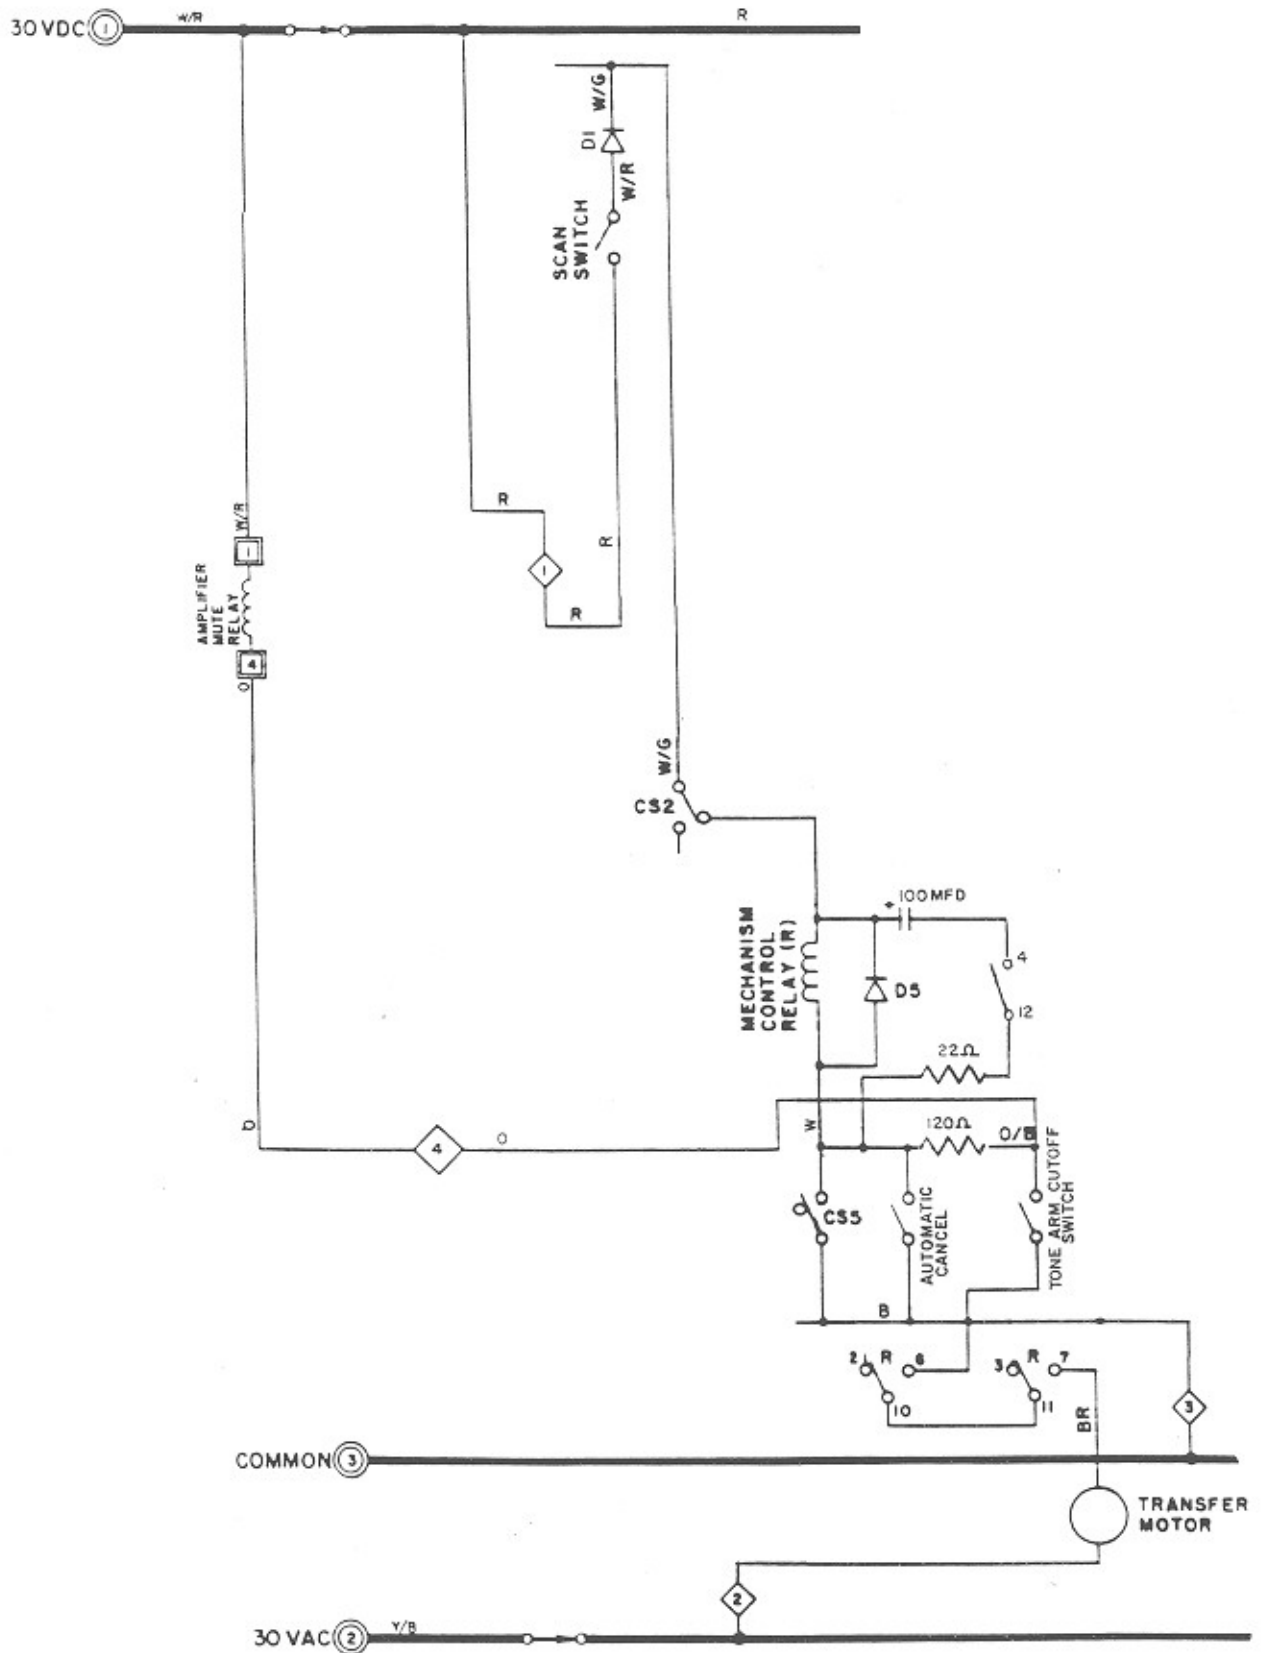 30 VDC 1
W/R
R
W/G
D1
W/R
SCAN
SWITCH
R
R
1
R
W/R
1
AMPLIFIER
MUTE
RELAY
4
O
W/G
CS2
+ 100 MFD
MECHANISM
CONTROL
RELAY (R)
D5
4
12
22Ω
O
4
O
W
120Ω
O/B
CS5
AUTOMATIC
CANCEL
TONE ARM CUTOFF
SWITCH
B
2 R 6
3 R 7
10
11
BR
3
COMMON 3
TRANSFER
MOTOR
2
30 VAC 2
Y/B